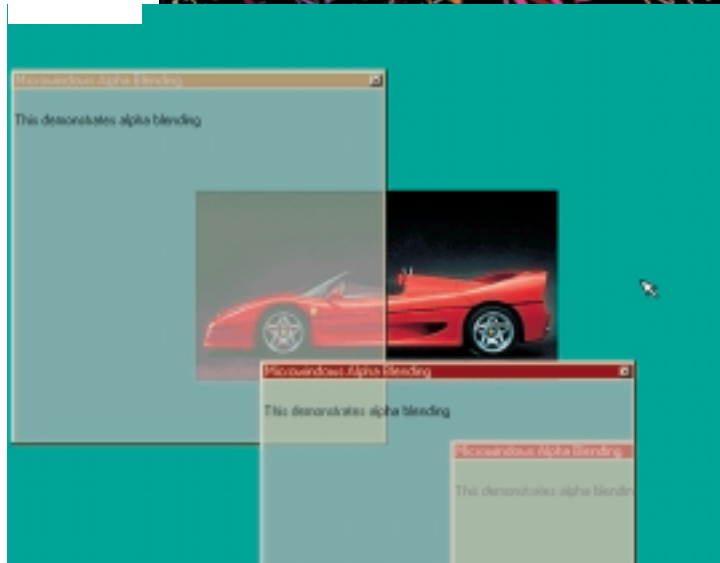 Microwindows Alpha Blending
This demonstrates alpha blending
Microwindows Alpha Blending
This demonstrates alpha blending
Microwindows Alpha Blending
This demonstrates alpha blendin